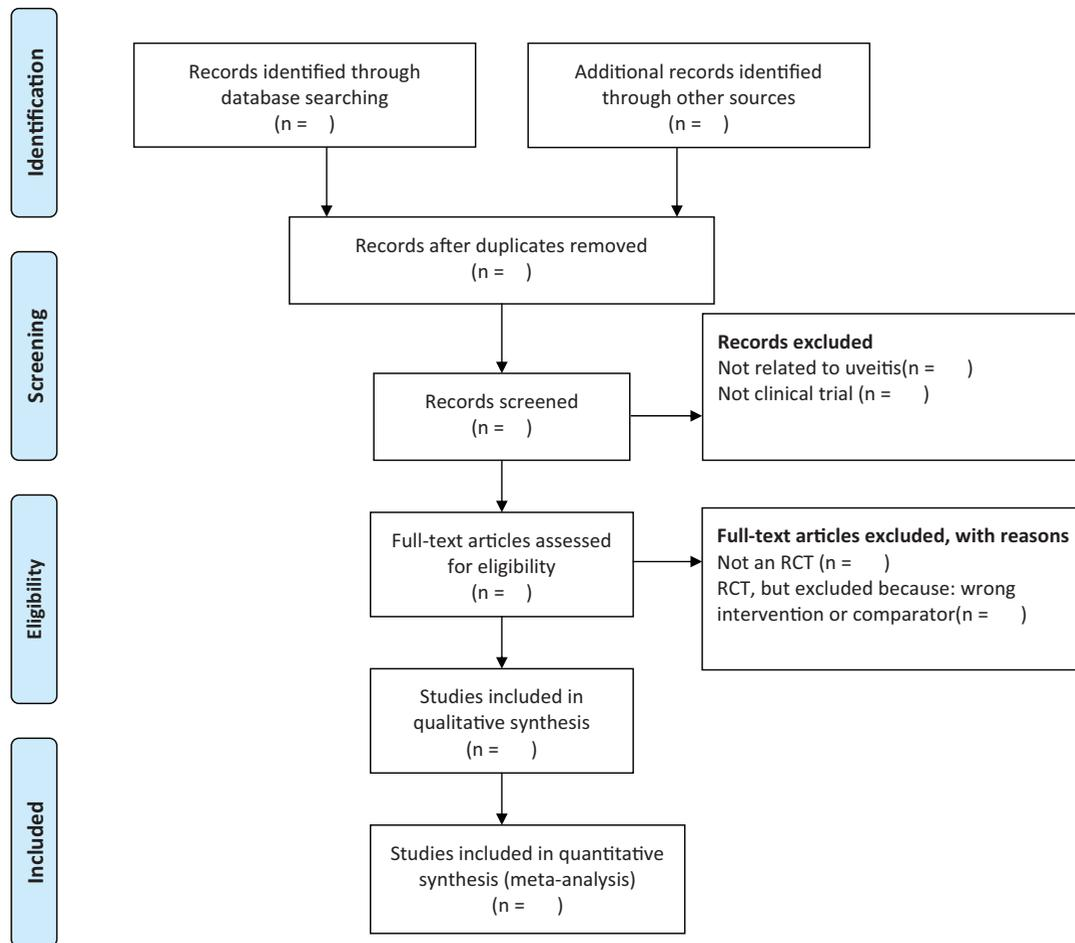 Identification
Records identified through
database searching
(n =    )
Additional records identified
through other sources
(n =    )
Records after duplicates removed
(n =    )
Screening
Records screened
(n =    )
Records excluded
Not related to uveitis(n =      )
Not clinical trial (n =      )
Eligibility
Full-text articles assessed
for eligibility
(n =    )
Full-text articles excluded, with reasons
Not an RCT (n =      )
RCT, but excluded because: wrong
intervention or comparator(n =      )
Studies included in
qualitative synthesis
(n =      )
Included
Studies included in quantitative
synthesis (meta-analysis)
(n =      )